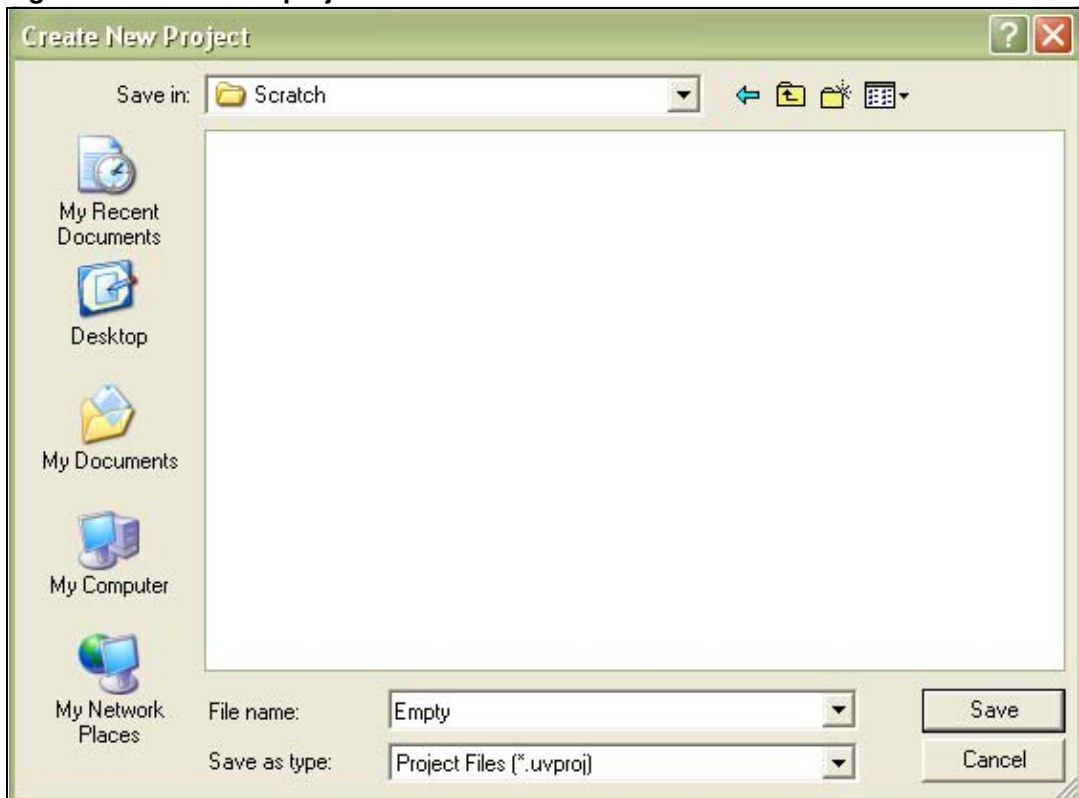 Create New Project
Save in:
Scratch
My Recent
Documents
Desktop
My Documents
My Computer
My Network
Places
File name:
Empty
Save
Save as type:
Project Files (*.uvproj)
Cancel